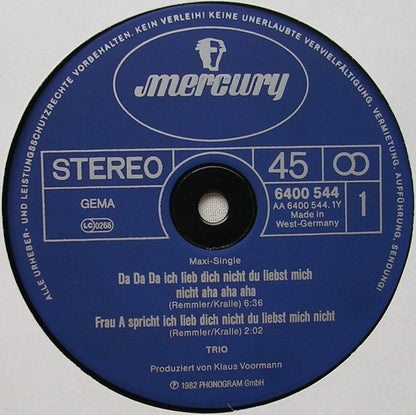 ALLE URHEBER- UND LEISTUNGSSCHUTZRECHTE VORBEHALTEN. KEIN VERLEIH! KEINE UNERLAUBTE VERVIELFÄLTIGUNG, VERMIETUNG, AUFFÜHRUNG, SENDUNG!
mercury
STEREO
45
GEMA
6400 544
AA 6400 544.1Y
Made in
West-Germany
1
LC 0268
Maxi-Single
Da Da Da ich lieb dich nicht du liebst mich
nicht aha aha aha
(Remmler/Kralle) 6:36
Frau A spricht ich lieb dich nicht du liebst mich nicht
(Remmler/Kralle) 2:02
TRIO
Produziert von Klaus Voormann
℗ 1982 PHONOGRAM GmbH